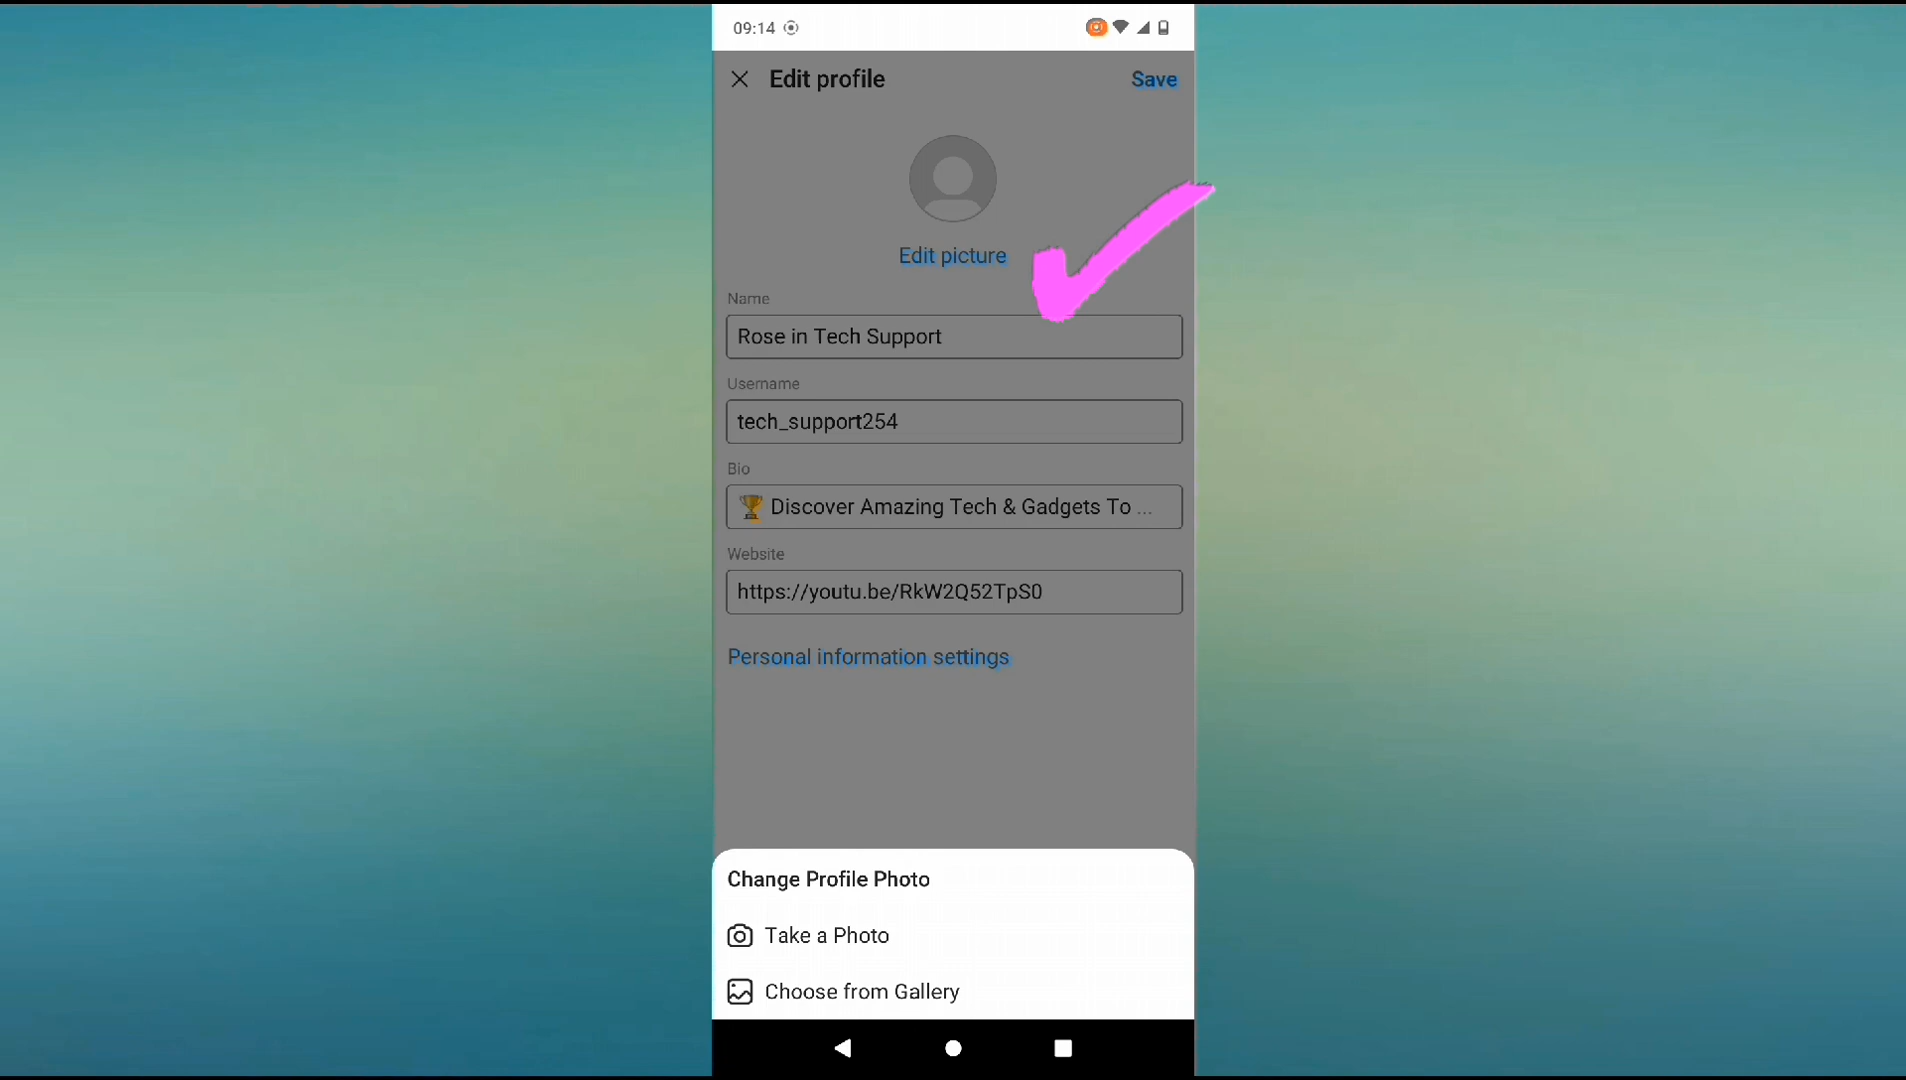 09:14
Edit profile
Save
Edit picture
Name
Rose in Tech Support
Username
tech_support254
Bio
🏆 Discover Amazing Tech & Gadgets To ...
Website
https://youtu.be/RkW2Q52TpS0
Personal information settings
Change Profile Photo
Take a Photo
Choose from Gallery